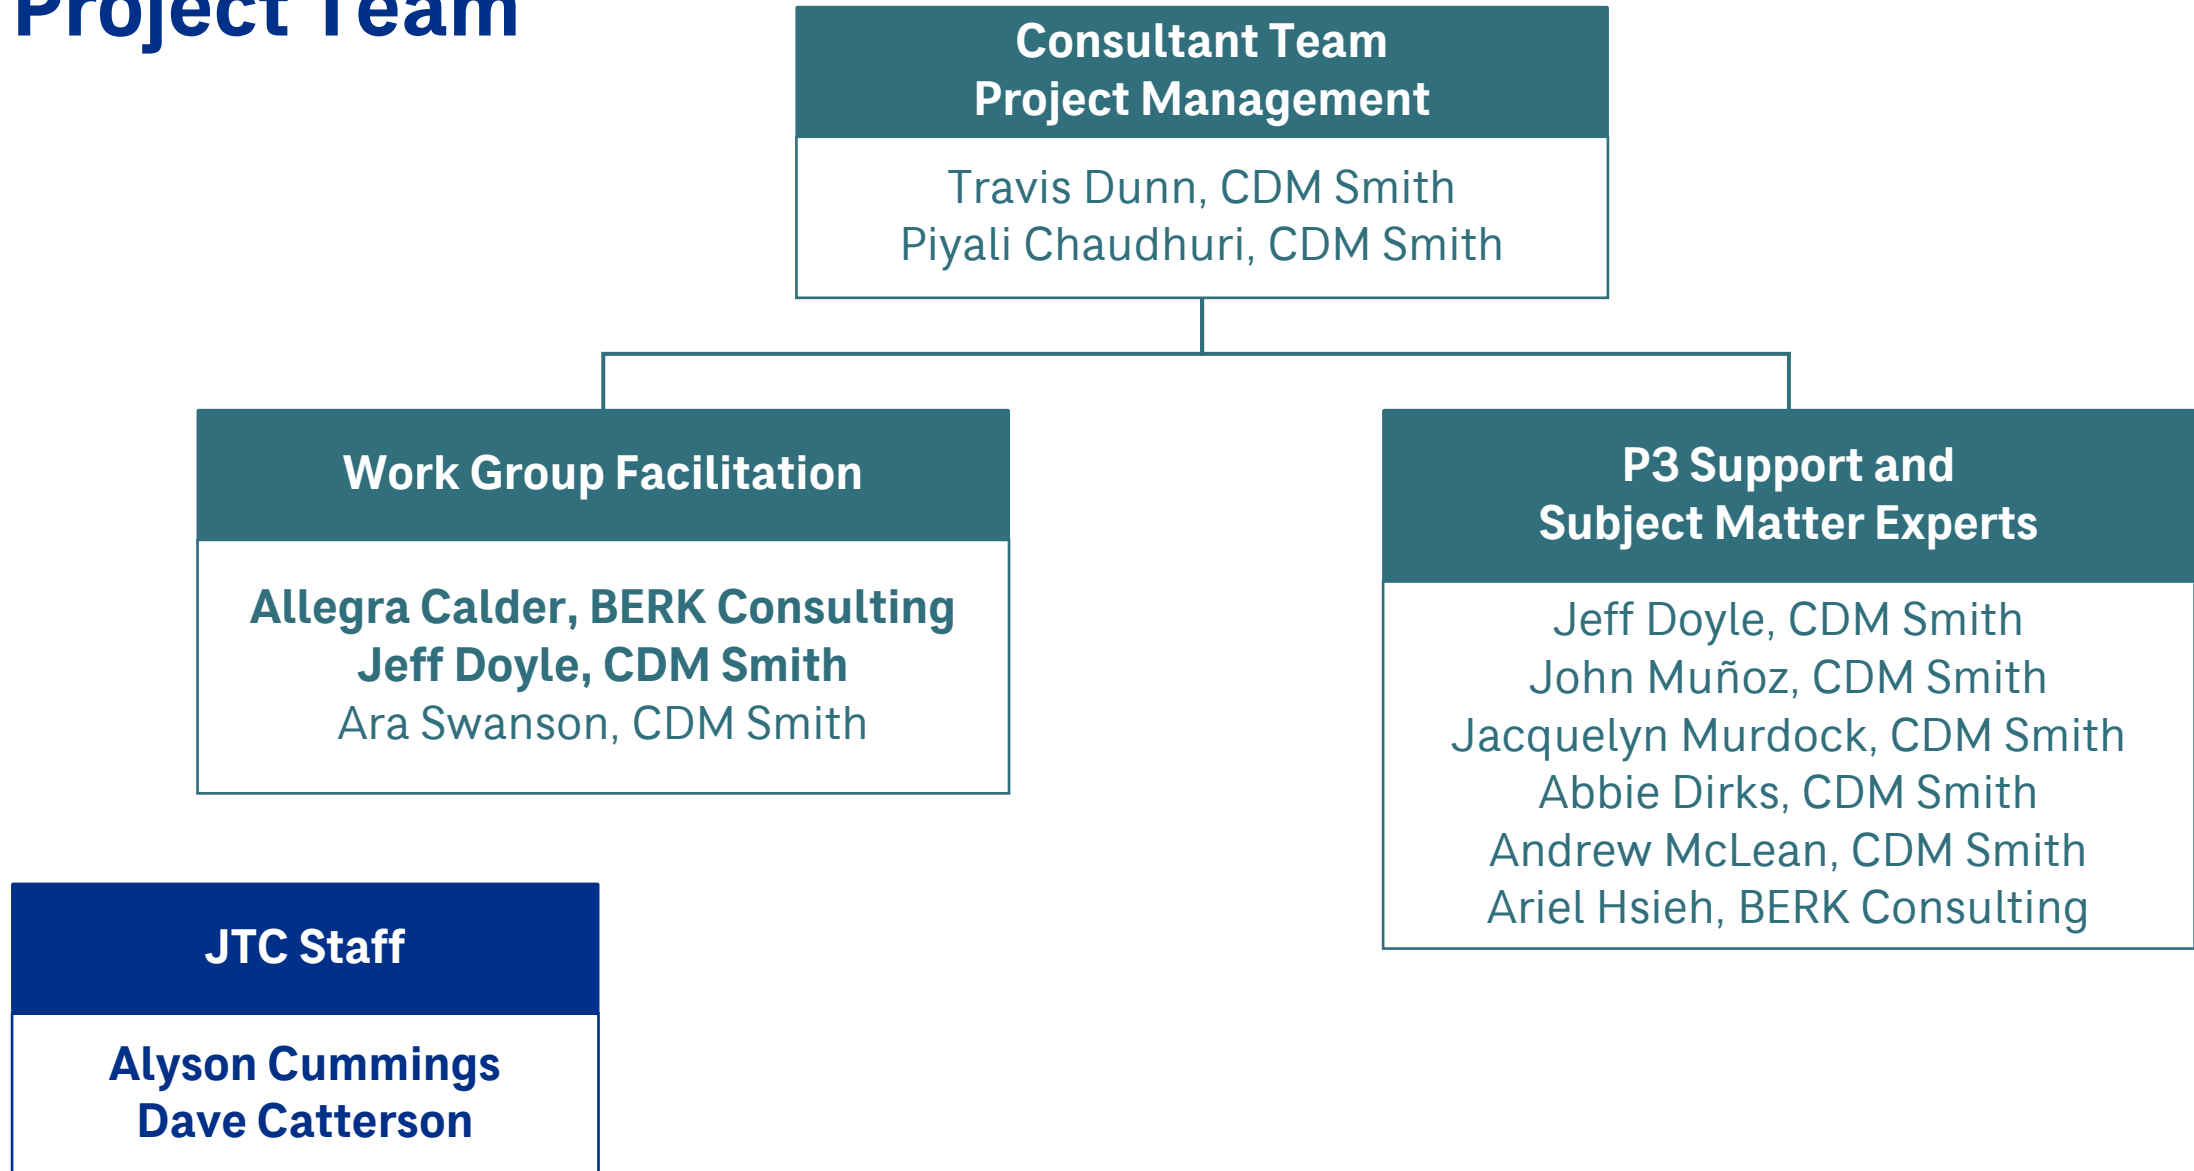 Project Team
Consultant Team
Project Management
Travis Dunn, CDM Smith
Piyali Chaudhuri, CDM Smith
Work Group Facilitation
Allegra Calder, BERK Consulting
Jeff Doyle, CDM Smith
Ara Swanson, CDM Smith
P3 Support and
Subject Matter Experts
Jeff Doyle, CDM Smith
John Muñoz, CDM Smith
Jacquelyn Murdock, CDM Smith
Abbie Dirks, CDM Smith
Andrew McLean, CDM Smith
Ariel Hsieh, BERK Consulting
JTC Staff
Alyson Cummings
Dave Catterson